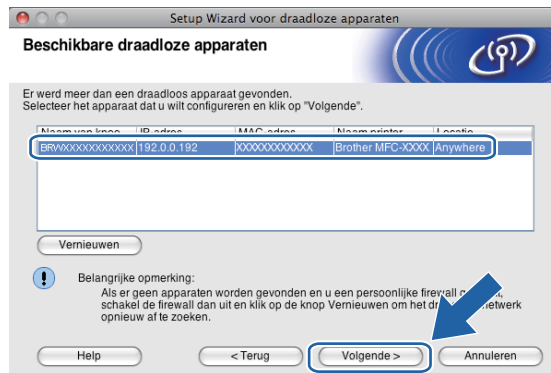 Setup Wizard voor draadloze apparaten
Beschikbare draadloze apparaten
Er werd meer dan een draadloos apparaat gevonden.
Selecteer het apparaat dat u wilt configureren en klik op "Volgende".
Naam van knoop IP-adres MAC-adres Naam printer Locatie
BRWXXXXXXXXXXXX 192.0.0.192 XXXXXXXXXXXX Brother MFC-XXXX Anywhere
Vernieuwen
Belangrijke opmerking:
Als er geen apparaten worden gevonden en u een persoonlijke
schakel de firewall dan uit en klik op de knop Vernieuwen om het
opnieuw af te zoeken.
Help
< Terug
Volgende >
Annuleren